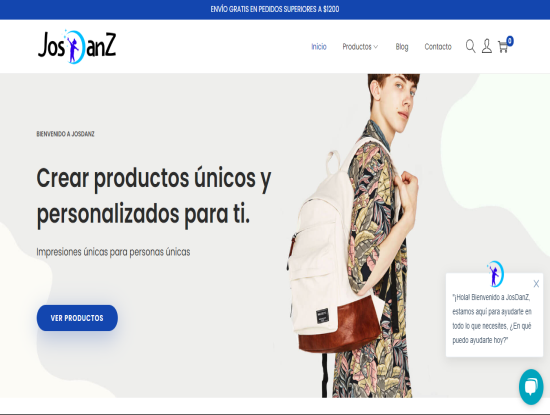 ENVÍO GRATIS EN PEDIDOS SUPERIORES A $1200
JosDanZ
Inicio
Productos
Blog
Contacto
0
BIENVENIDO A JOSDANZ
Crear productos únicos y
personalizados para ti.
Impresiones únicas para personas únicas
VER PRODUCTOS
X
"¡Hola! Bienvenido a JosDanZ,
estamos aquí para ayudarte en
todo lo que necesites, ¿En qué
puedo ayudarte hoy?"